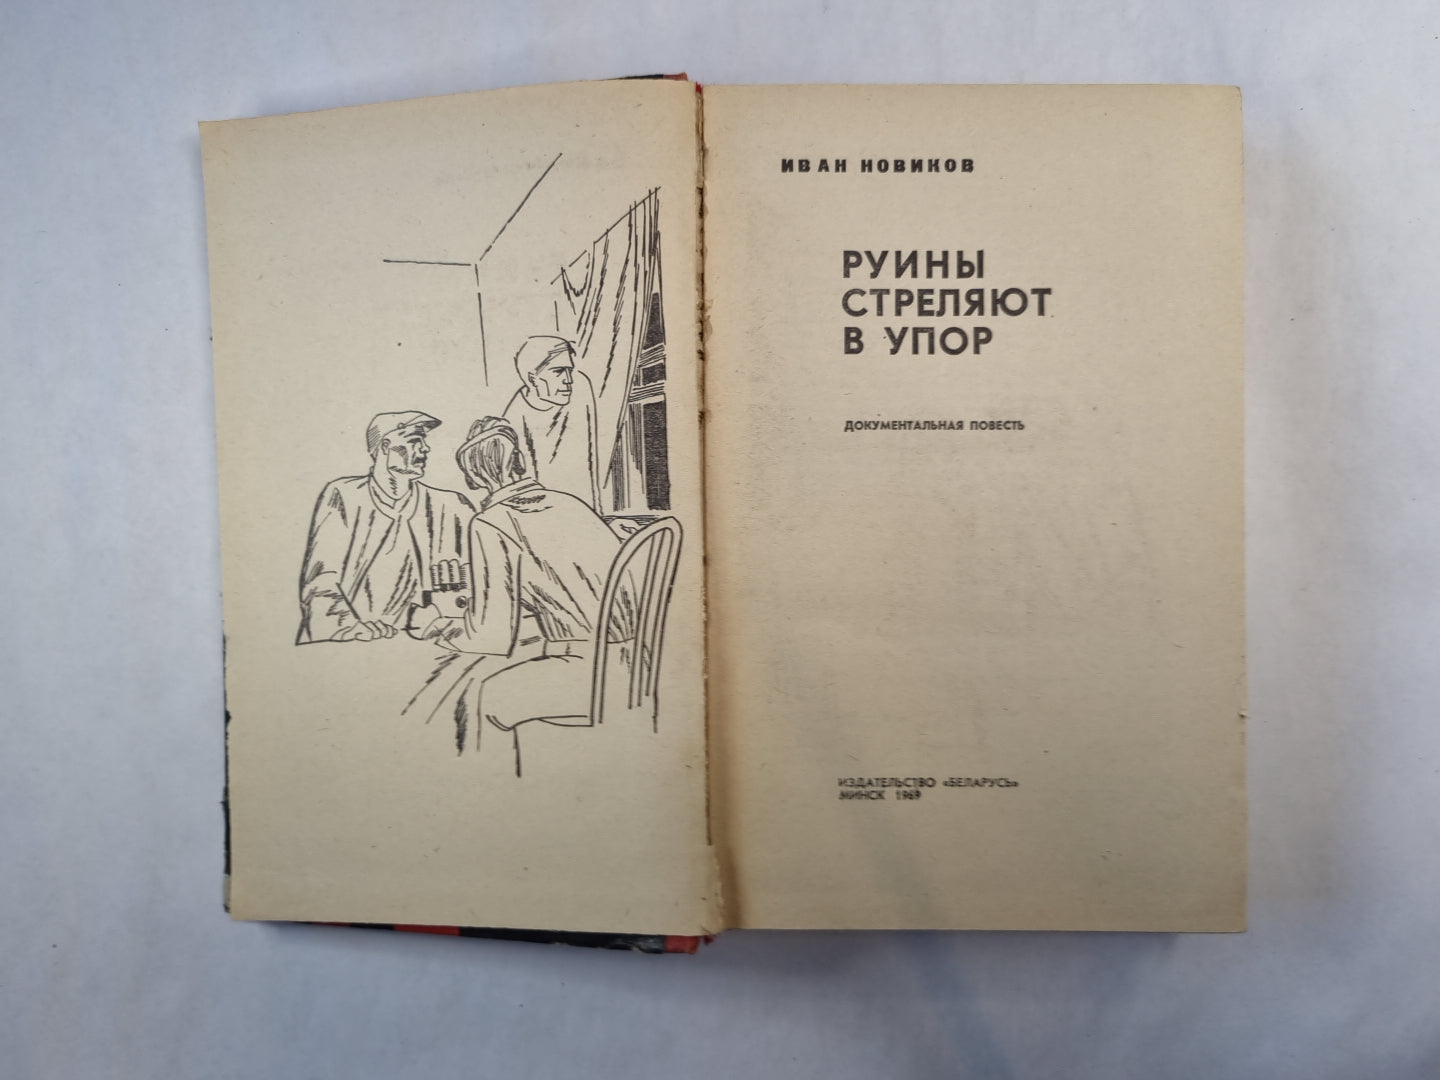 ИВАН НОВИКОВ
РУИНЫ
СТРЕЛЯЮТ
В УПОР
ДОКУМЕНТАЛЬНАЯ ПОВЕСТЬ
ИЗДАТЕЛЬСТВО «БЕЛАРУСЬ»
МИНСК 1969